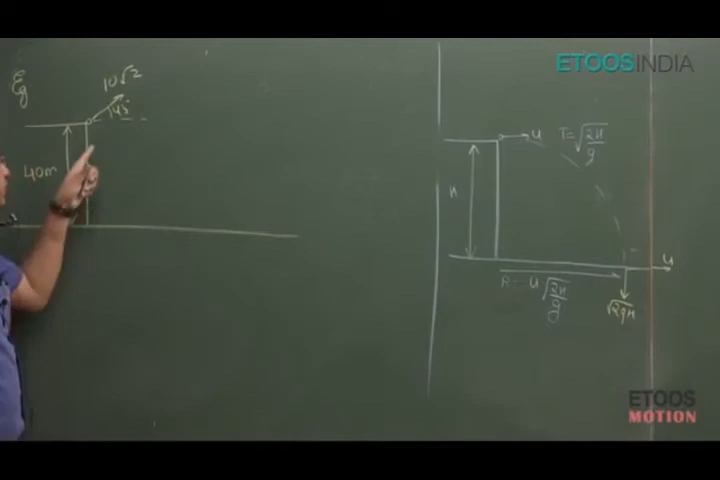 Eg
10√2
45
40m
ETOOSINDIA
u
T=√2H/g
H
u
R= u√2H/g
√2gH
ETOOS
MOTION